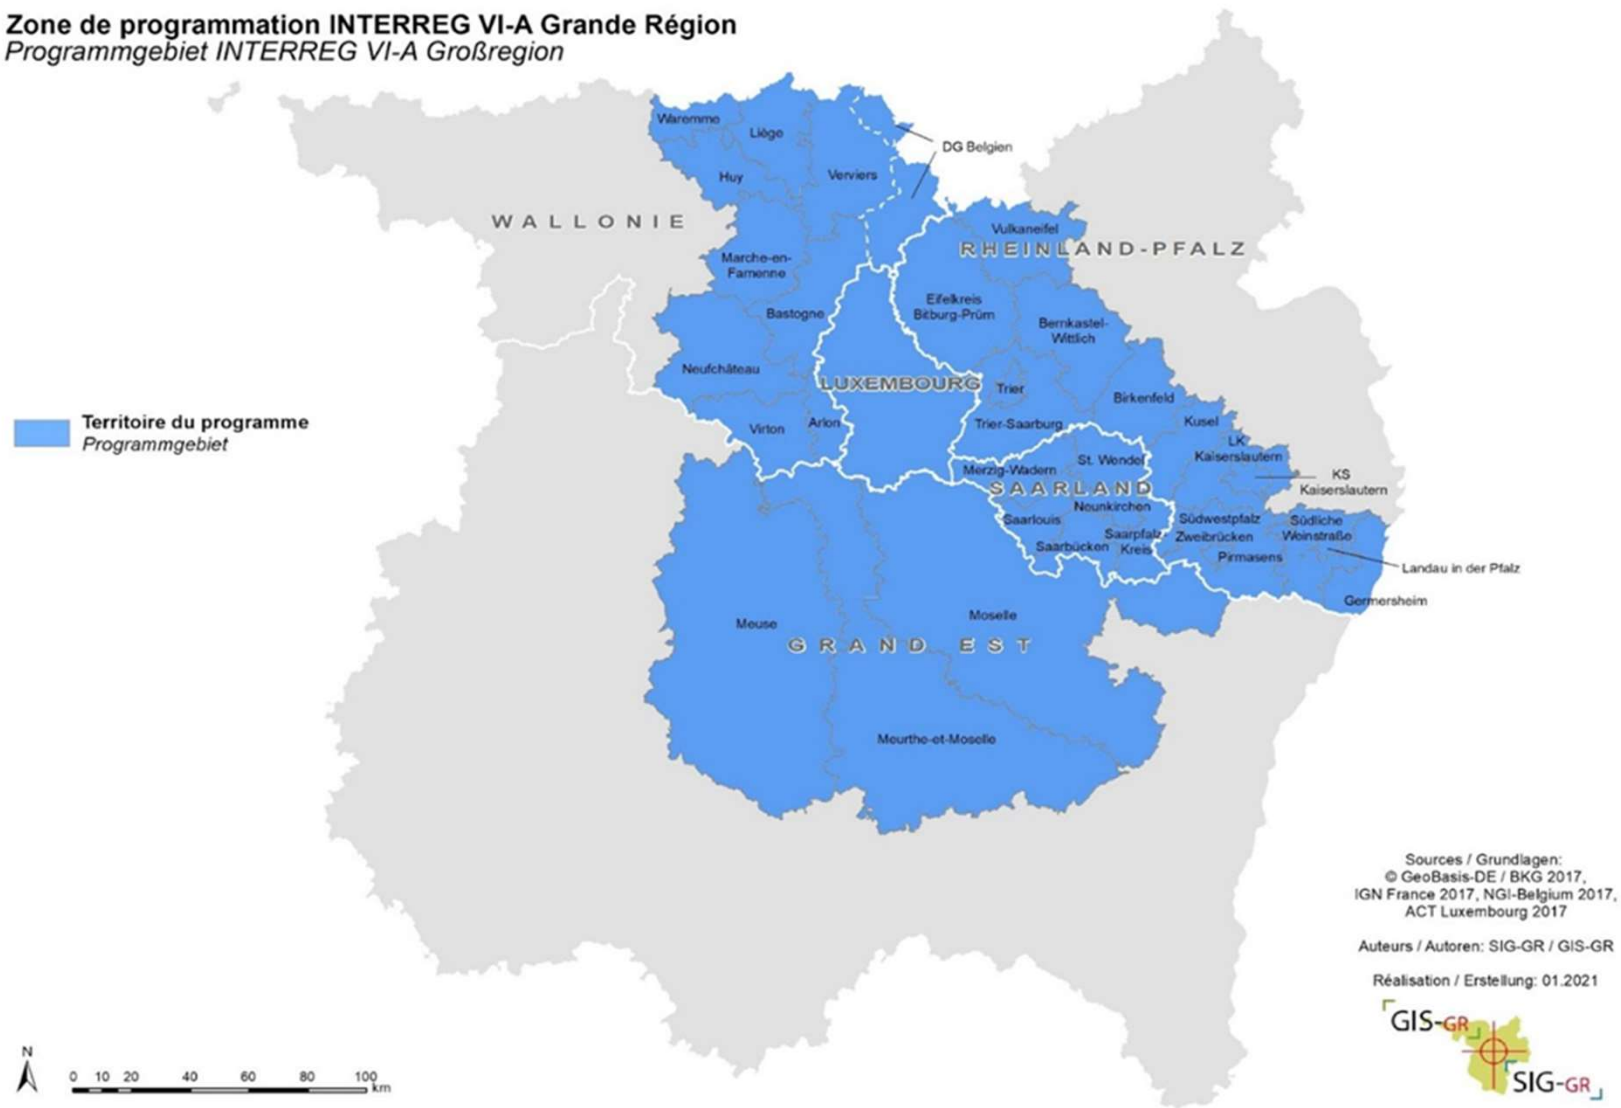 Zone de programmation INTERREG VI-A Grande Région
Programmgebiet INTERREG VI-A Großregion
Waremme
Liège
DG Belgien
Huy
Verviers
WALLONIE
Vulkaneifel
RHEINLAND-PFALZ
Marche-en-
Famenne
Eifelkreis
Bitburg-Prüm
Bastogne
Bernkastel-
Wittlich
Neufchâteau
LUXEMBOURG
Trier
Birkenfeld
Territoire du programme
Programmgebiet
Virton
Arlon
Trier-Saarburg
Kusel
LK
Kaiserslautern
Merzig-Wadern
St. Wendel
KS
Kaiserslautern
SAARLAND
Neunkirchen
Saarlouis
Saarbücken
Saarpfalz-
Kreis
Südwestpfalz
Zweibrücken
Pirmasens
Südliche
Weinstraße
Landau in der Pfalz
Germersheim
Meuse
Moselle
GRAND EST
Meurthe-et-Moselle
Sources / Grundlagen:
© GeoBasis-DE / BKG 2017,
IGN France 2017, NGI-Belgium 2017,
ACT Luxembourg 2017
Auteurs / Autoren: SIG-GR / GIS-GR
Réalisation / Erstellung: 01.2021
GIS-GR
SIG-GR
N
0 10 20 40 60 80 100
km